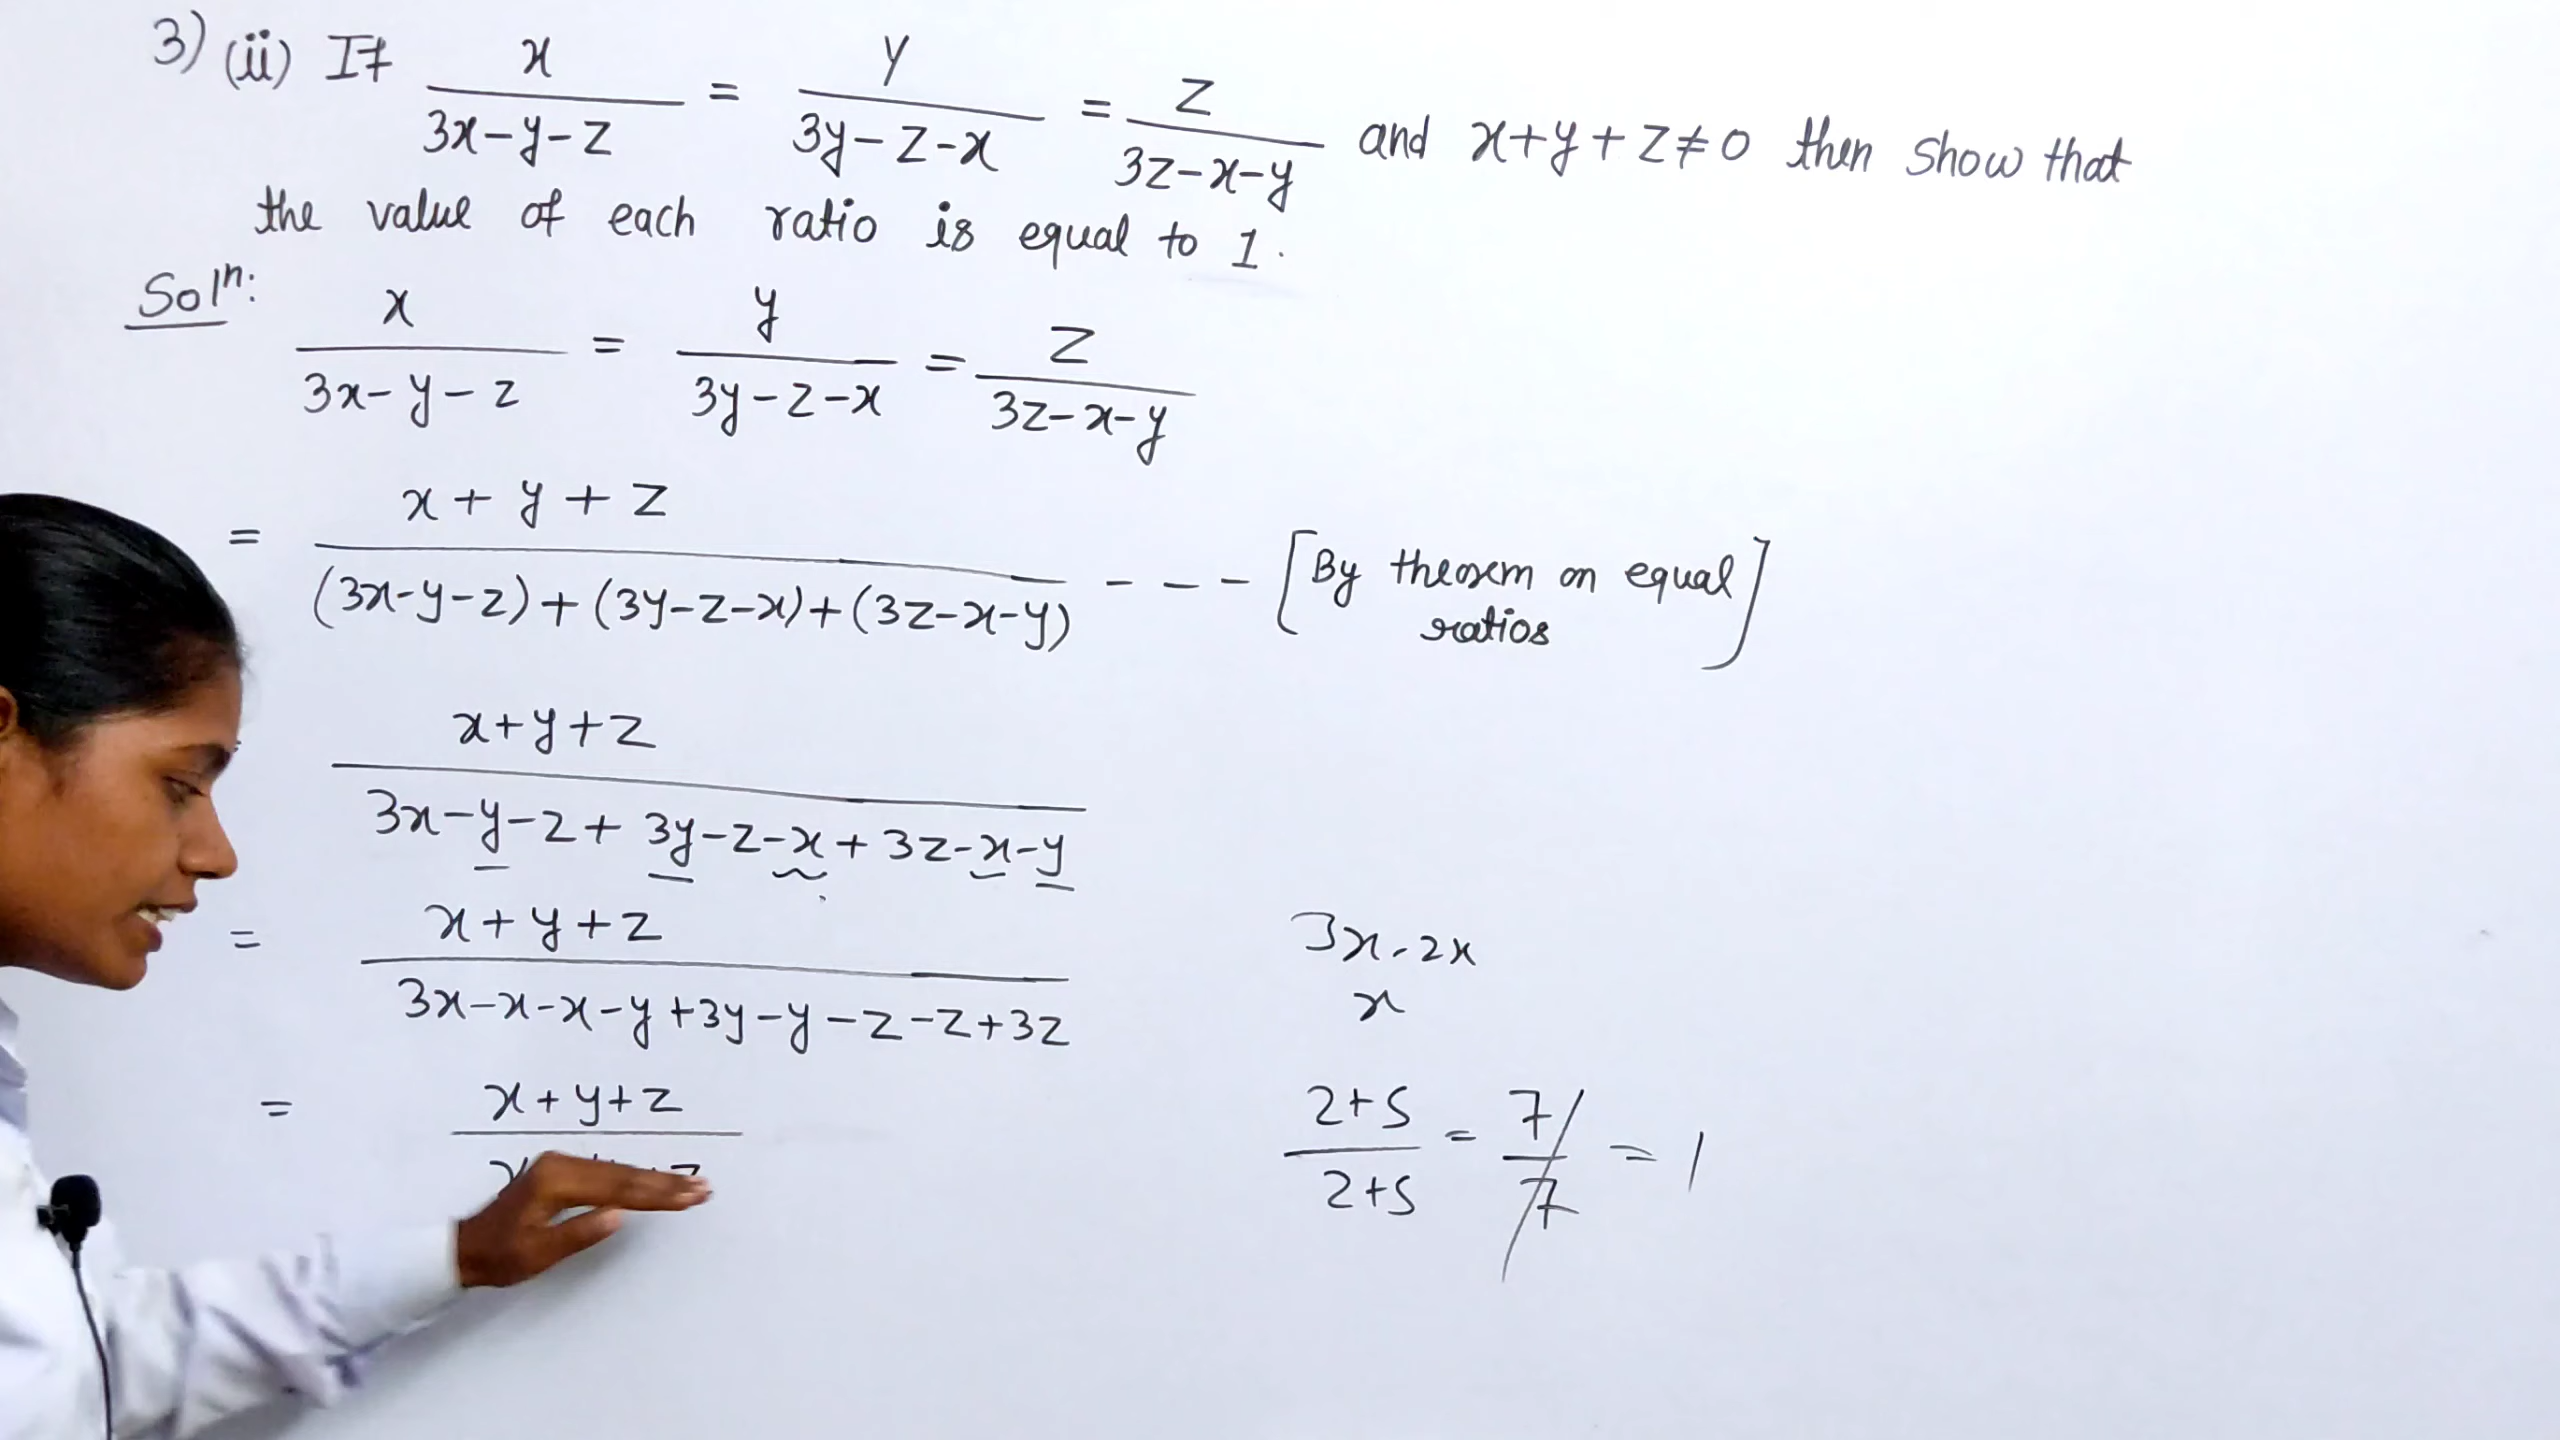 3) (ii) If x/(3x-y-z) = y/(3y-z-x) = z/(3z-x-y) and x+y+z≠0 then show that
the value of each ratio is equal to 1.
Solⁿ:
x/(3x-y-z) = y/(3y-z-x) = z/(3z-x-y)
= (x+y+z)/((3x-y-z)+(3y-z-x)+(3z-x-y)) --- [By theorem on equal
ratios]
(x+y+z)/(3x-y-z+3y-z-x+3z-x-y)
= (x+y+z)/(3x-x-x-y+3y-y-z-z+3z)
3x-2x
x
= x+y+z
(2+5)/(2+5) = 7/7 = 1